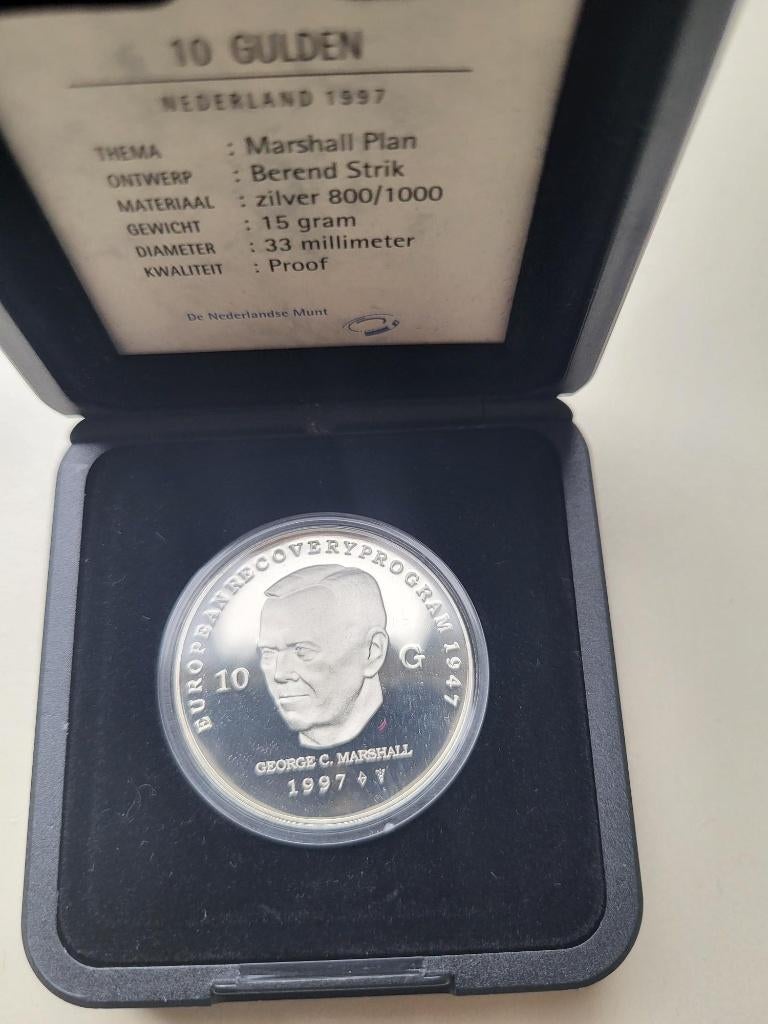 10 GULDEN
NEDERLAND 1997
THEMA : Marshall Plan
ONTWERP : Berend Strik
MATERIAAL : zilver 800/1000
GEWICHT : 15 gram
DIAMETER : 33 millimeter
KWALITEIT : Proof
De Nederlandse Munt
EUROPEAN RECOVERY PROGRAM 1947
10 G
GEORGE C. MARSHALL
1997